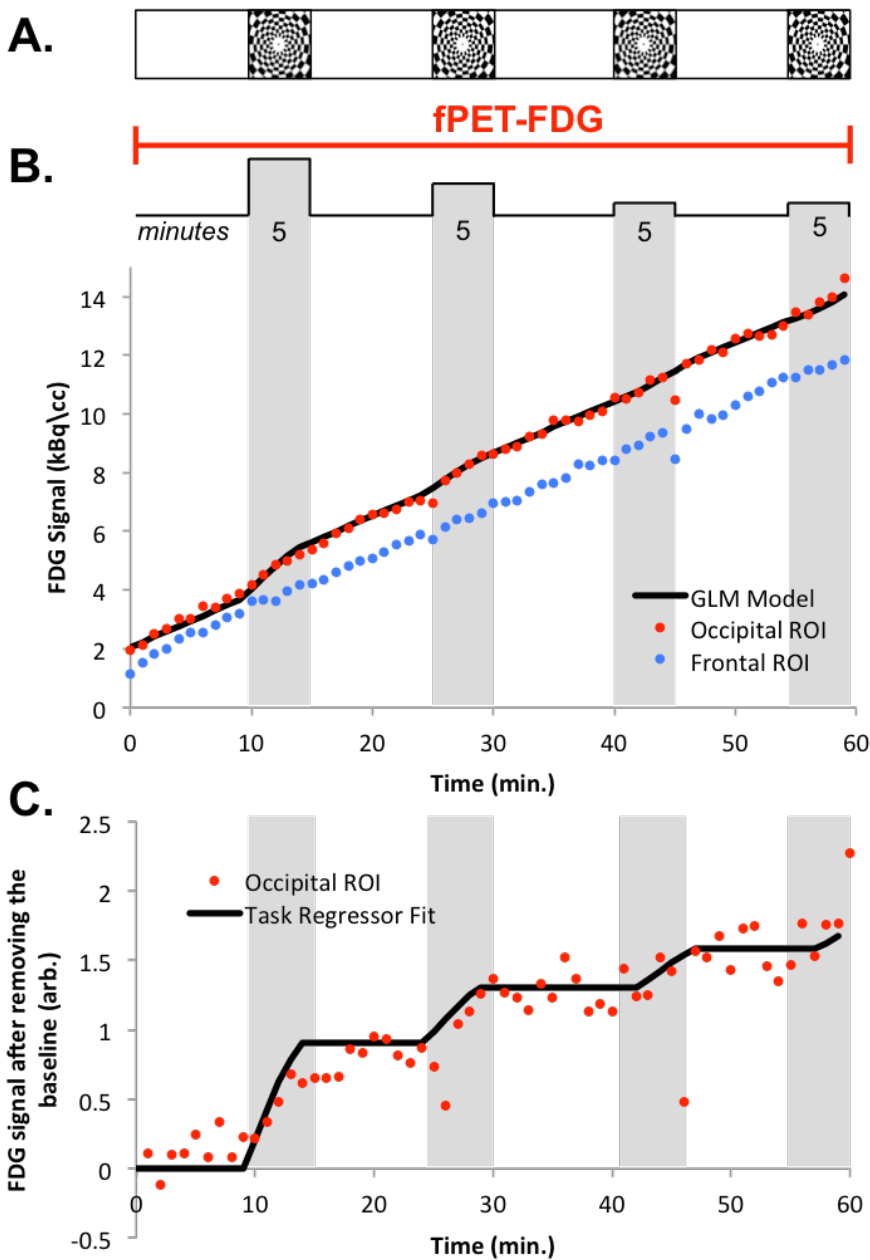 A.
fPET-FDG
B.
minutes 5 5 5 5
14
12
10
8
6
4
2
0
FDG Signal (kBq\cc)
GLM Model
Occipital ROI
Frontal ROI
0 10 20 30 40 50 60
Time (min.)
C.
2.5
2
1.5
1
0.5
0
-0.5
FDG signal after removing the
baseline (arb.)
Occipital ROI
Task Regressor Fit
0 10 20 30 40 50 60
Time (min.)